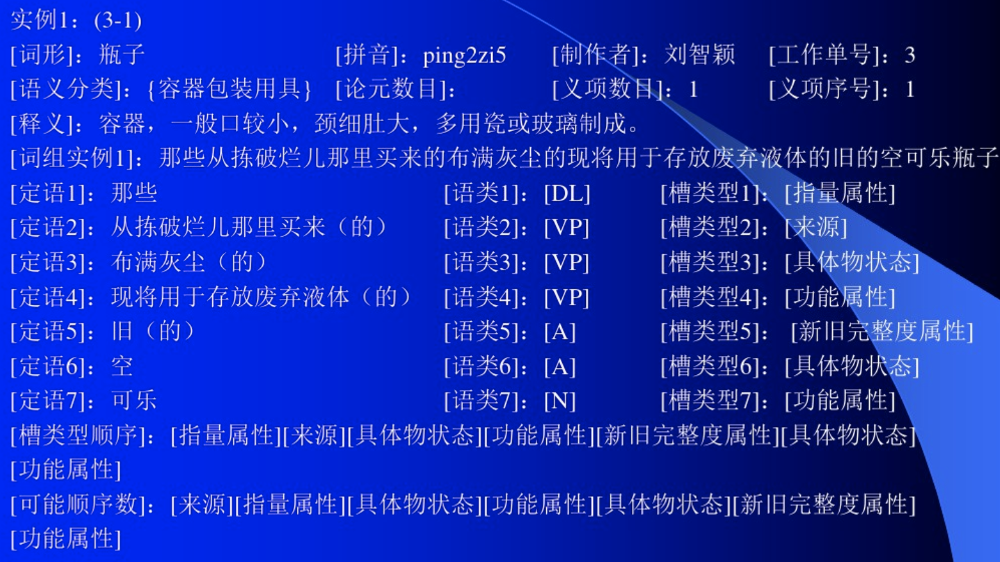 实例1：(3-1)
[词形]：瓶子 [拼音]：ping2zi5 [制作者]：刘智颖 [工作单号]：3
[语义分类]：{容器包装用具} [论元数目]： [义项数目]：1 [义项序号]：1
[释义]：容器，一般口较小，颈细肚大，多用瓷或玻璃制成。
[词组实例1]：那些从拣破烂儿那里买来的布满灰尘的现将用于存放废弃液体的旧的空可乐瓶子
[定语1]：那些 [语类1]：[DL] [槽类型1]：[指量属性]
[定语2]：从拣破烂儿那里买来（的） [语类2]：[VP] [槽类型2]：[来源]
[定语3]：布满灰尘（的） [语类3]：[VP] [槽类型3]：[具体物状态]
[定语4]：现将用于存放废弃液体（的） [语类4]：[VP] [槽类型4]：[功能属性]
[定语5]：旧（的） [语类5]：[A] [槽类型5]： [新旧完整度属性]
[定语6]：空 [语类6]：[A] [槽类型6]：[具体物状态]
[定语7]：可乐 [语类7]：[N] [槽类型7]：[功能属性]
[槽类型顺序]：[指量属性][来源][具体物状态][功能属性][新旧完整度属性][具体物状态]
[功能属性]
[可能顺序数]：[来源][指量属性][具体物状态][功能属性][具体物状态][新旧完整度属性]
[功能属性]